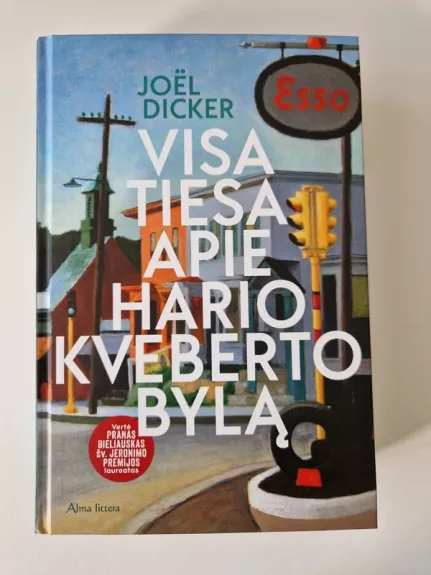 JOËL
DICKER
Esso
VISA
TIESA
APIE
HARIO
KVEBERTO
BYLĄ
Vertė
PRANAS
BIELIAUSKAS
ŠV. JERONIMO
PREMIJOS
laureatas
Alma littera